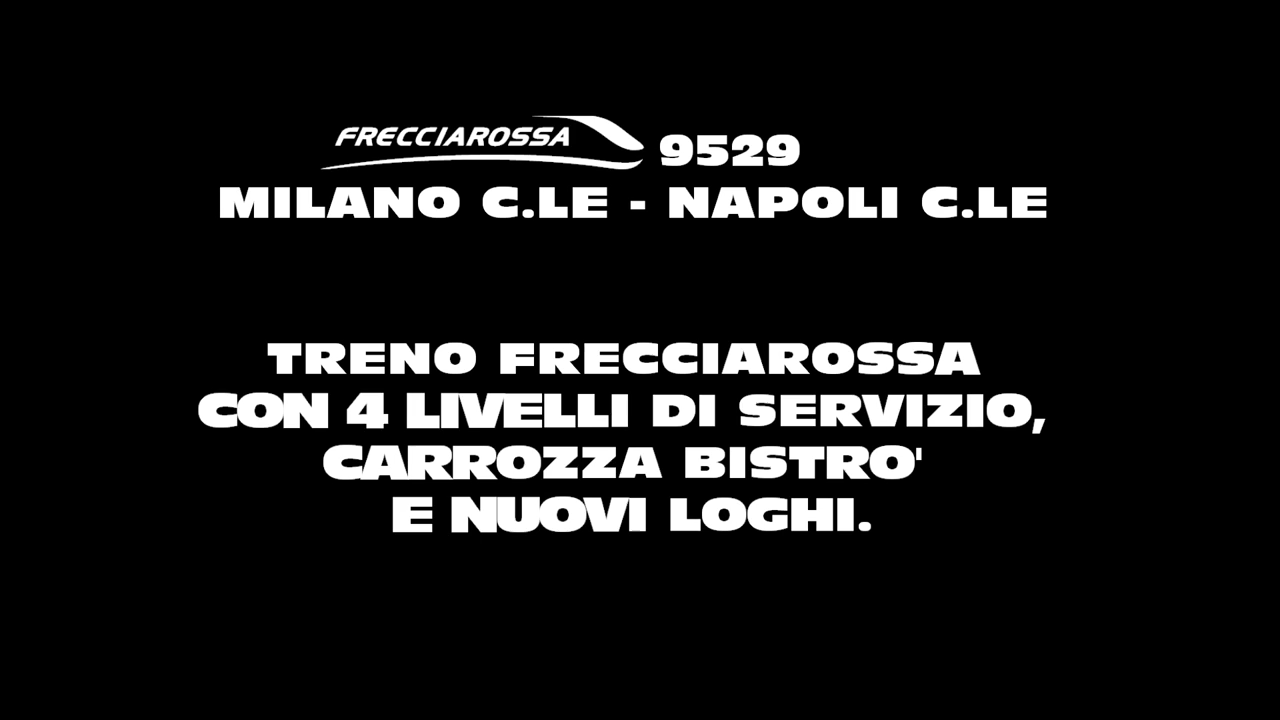 FRECCIAROSSA 9529
MILANO C.LE - NAPOLI C.LE
TRENO FRECCIAROSSA
CON 4 LIVELLI DI SERVIZIO,
CARROZZA BISTRO'
E NUOVI LOGHI.